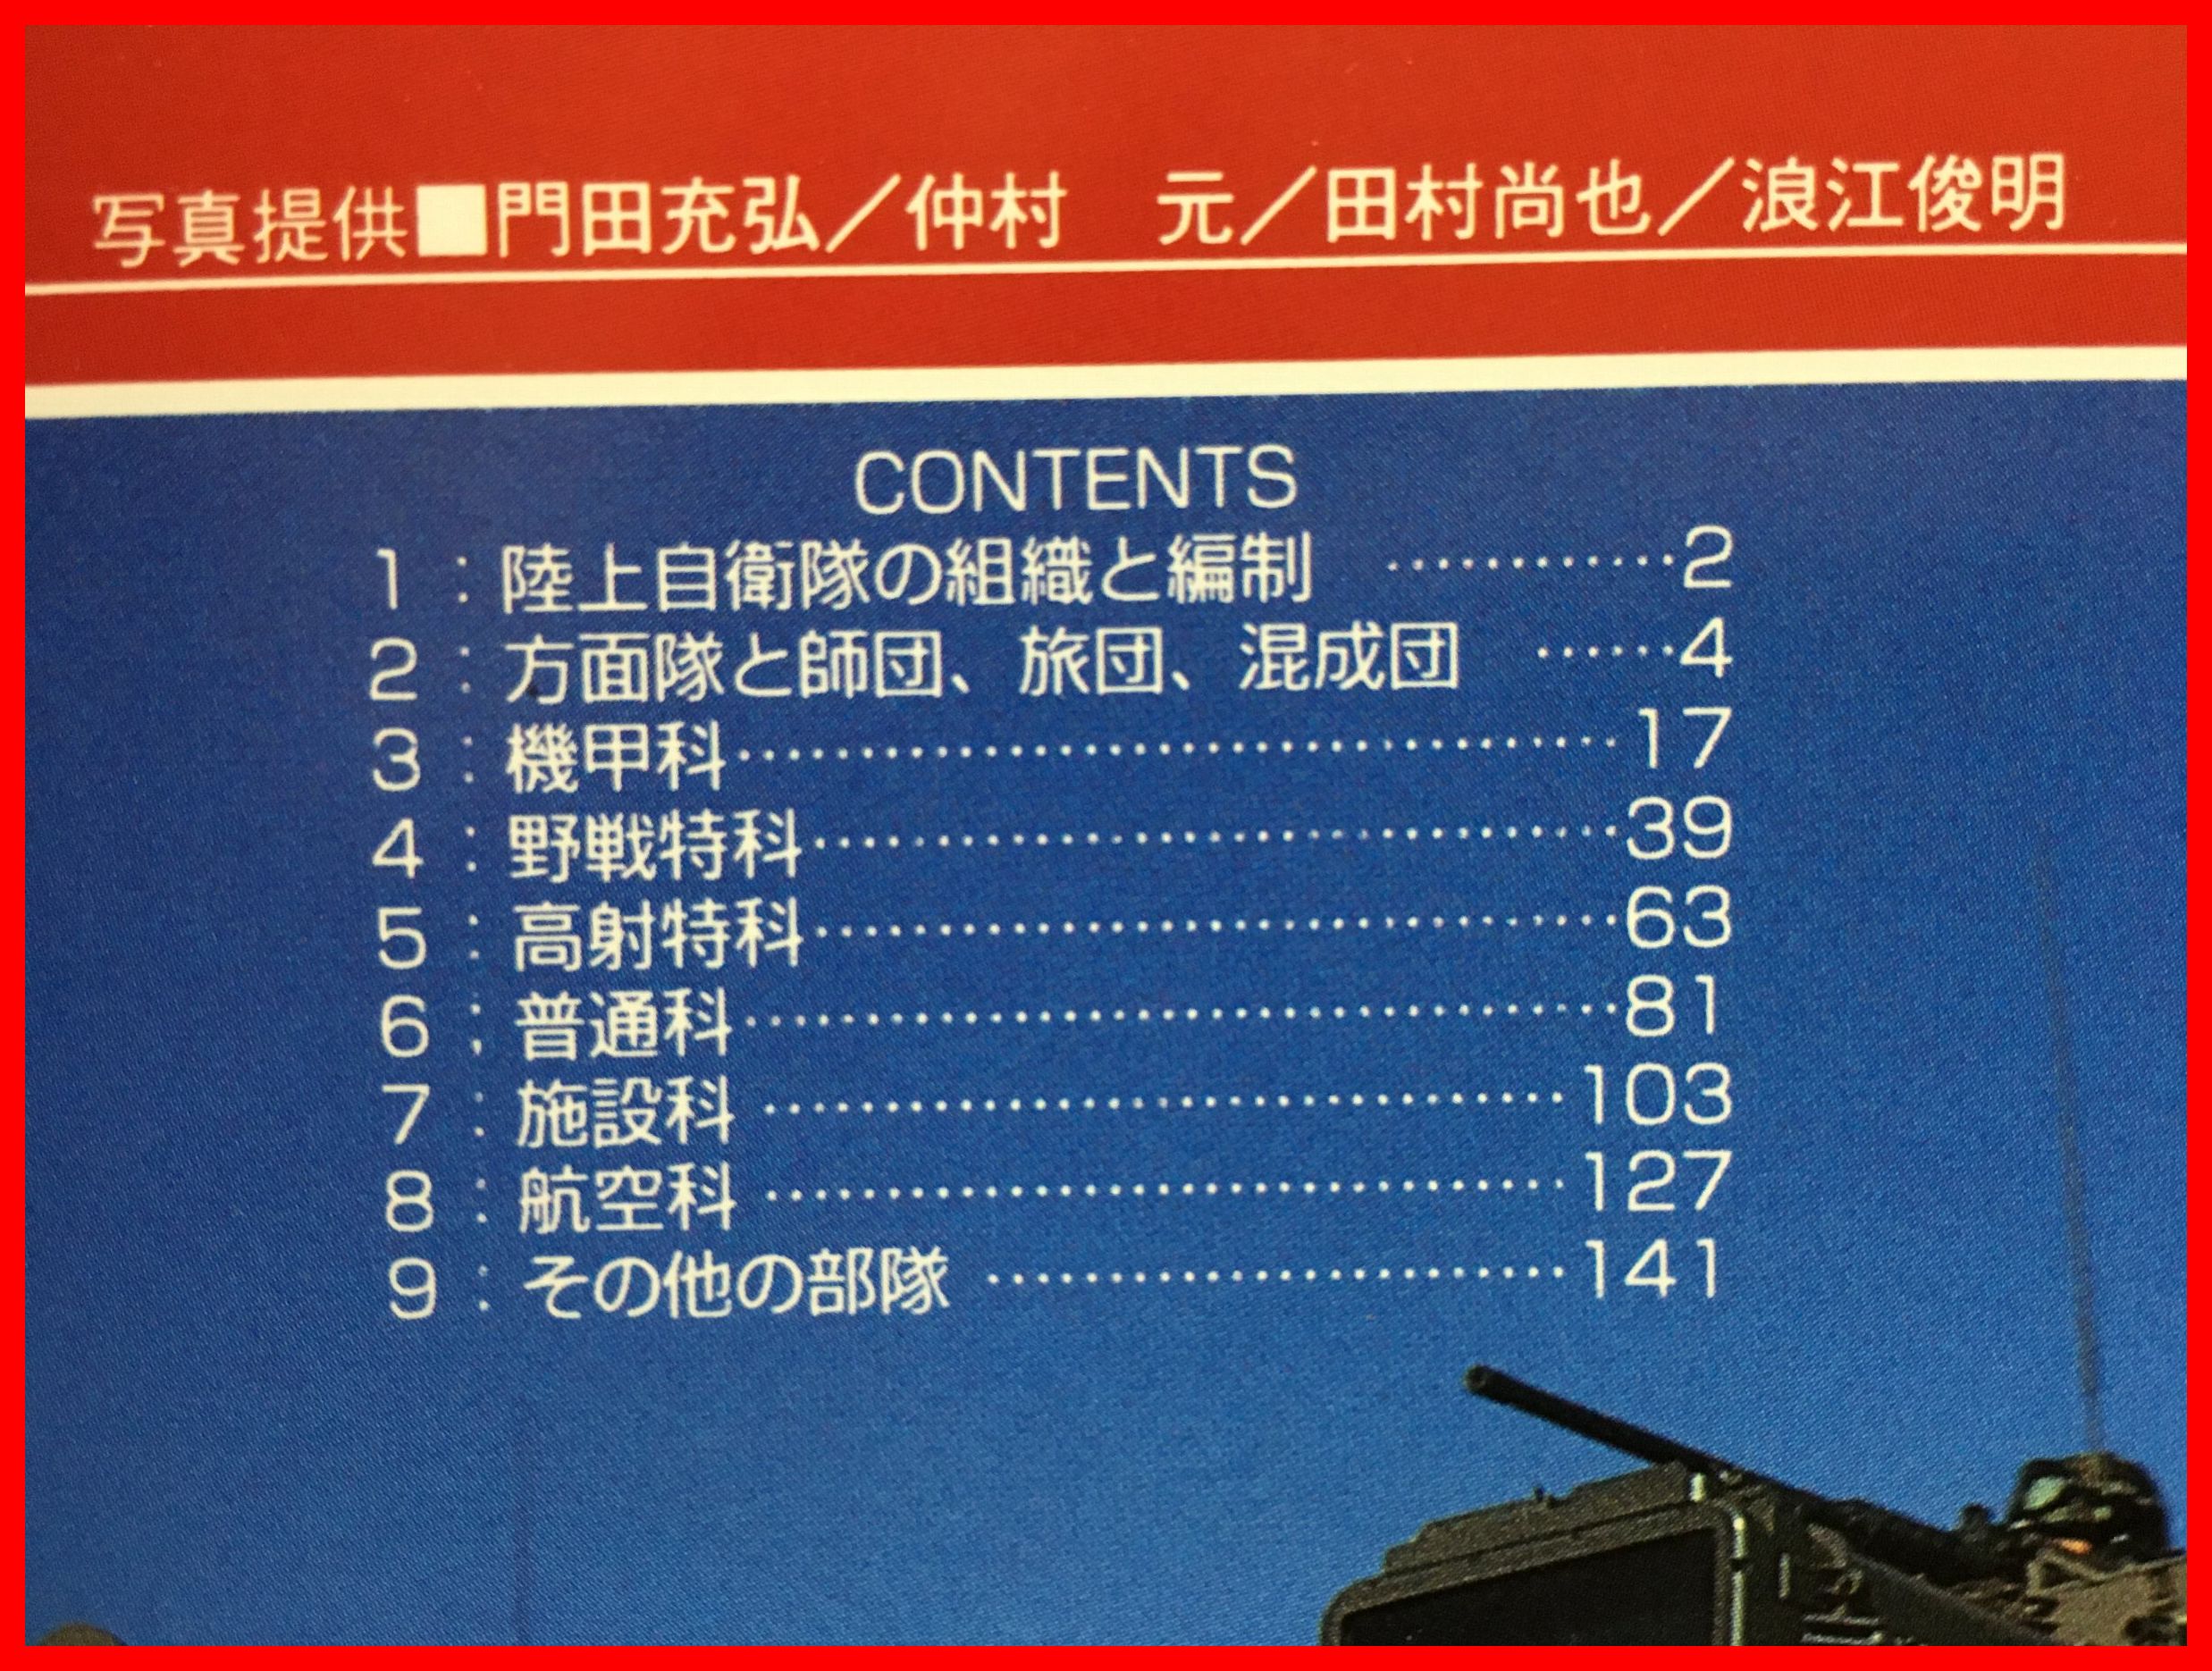 写真提供■門田充弘／仲村　元／田村尚也／浪江俊明
CONTENTS
1：陸上自衛隊の組織と編制　…………2
2：方面隊と師団、旅団、混成団　……4
3：機甲科………………………………17
4：野戦特科……………………………39
5：高射特科……………………………63
6：普通科………………………………81
7：施設科……………………………103
8：航空科……………………………127
9：その他の部隊……………………141